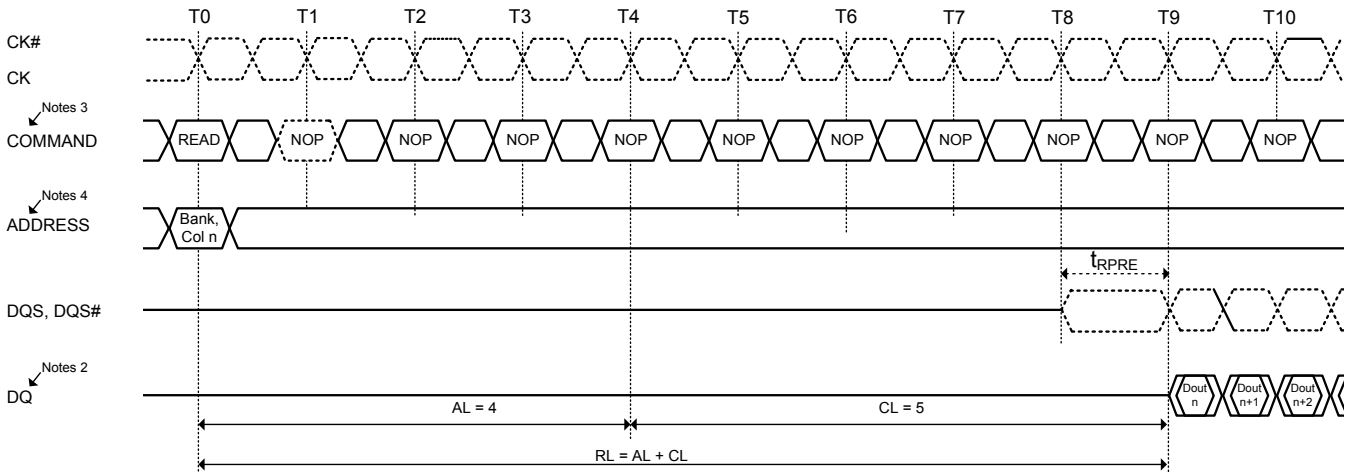 T0 T1 T2 T3 T4 T5 T6 T7 T8 T9 T10
CK#
CK
Notes 3
COMMAND
READ NOP NOP NOP NOP NOP NOP NOP NOP NOP NOP
Notes 4
ADDRESS
Bank,
Col n
tRPRE
DQS, DQS#
Notes 2
DQ
Dout
n
Dout
n+1
Dout
n+2
AL = 4
CL = 5
RL = AL + CL